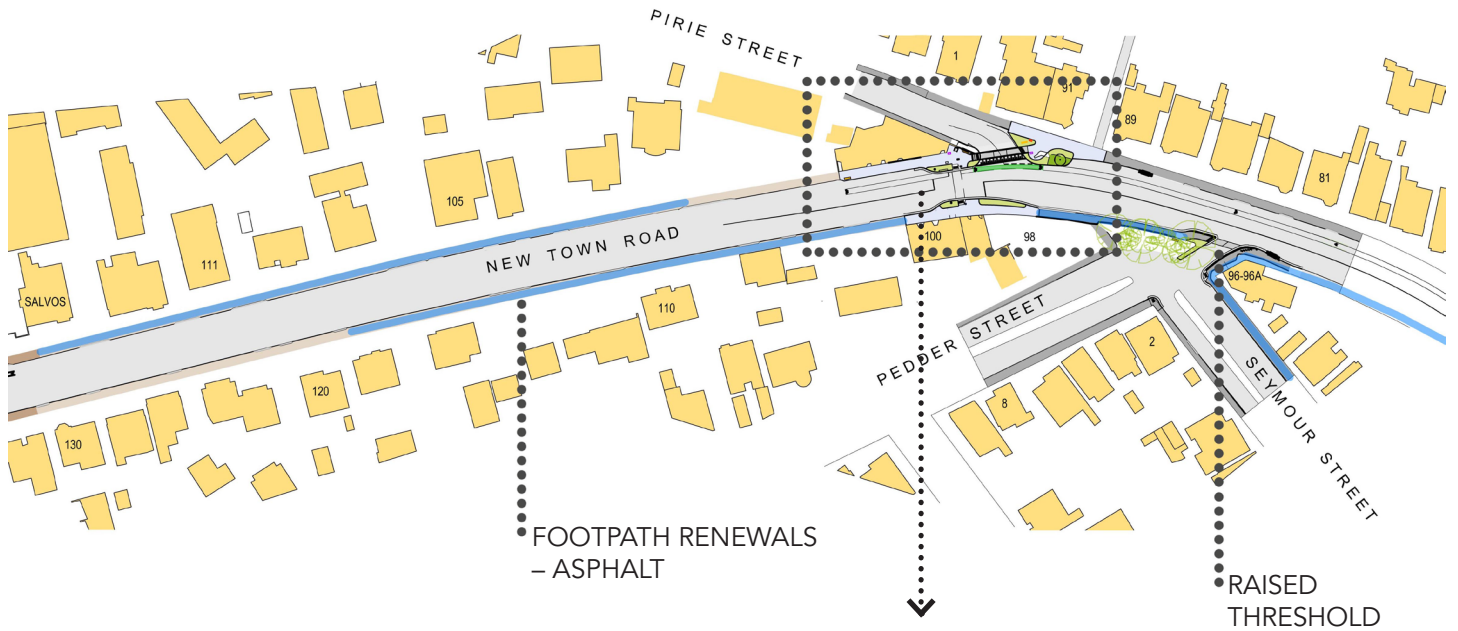 PIRIE STREET
1
91
89
81
105
NEW TOWN ROAD
111
SALVOS
100
98
96-96A
110
PEDDER STREET
2
SEYMOUR STREET
120
8
130
FOOTPATH RENEWALS
– ASPHALT
RAISED
THRESHOLD